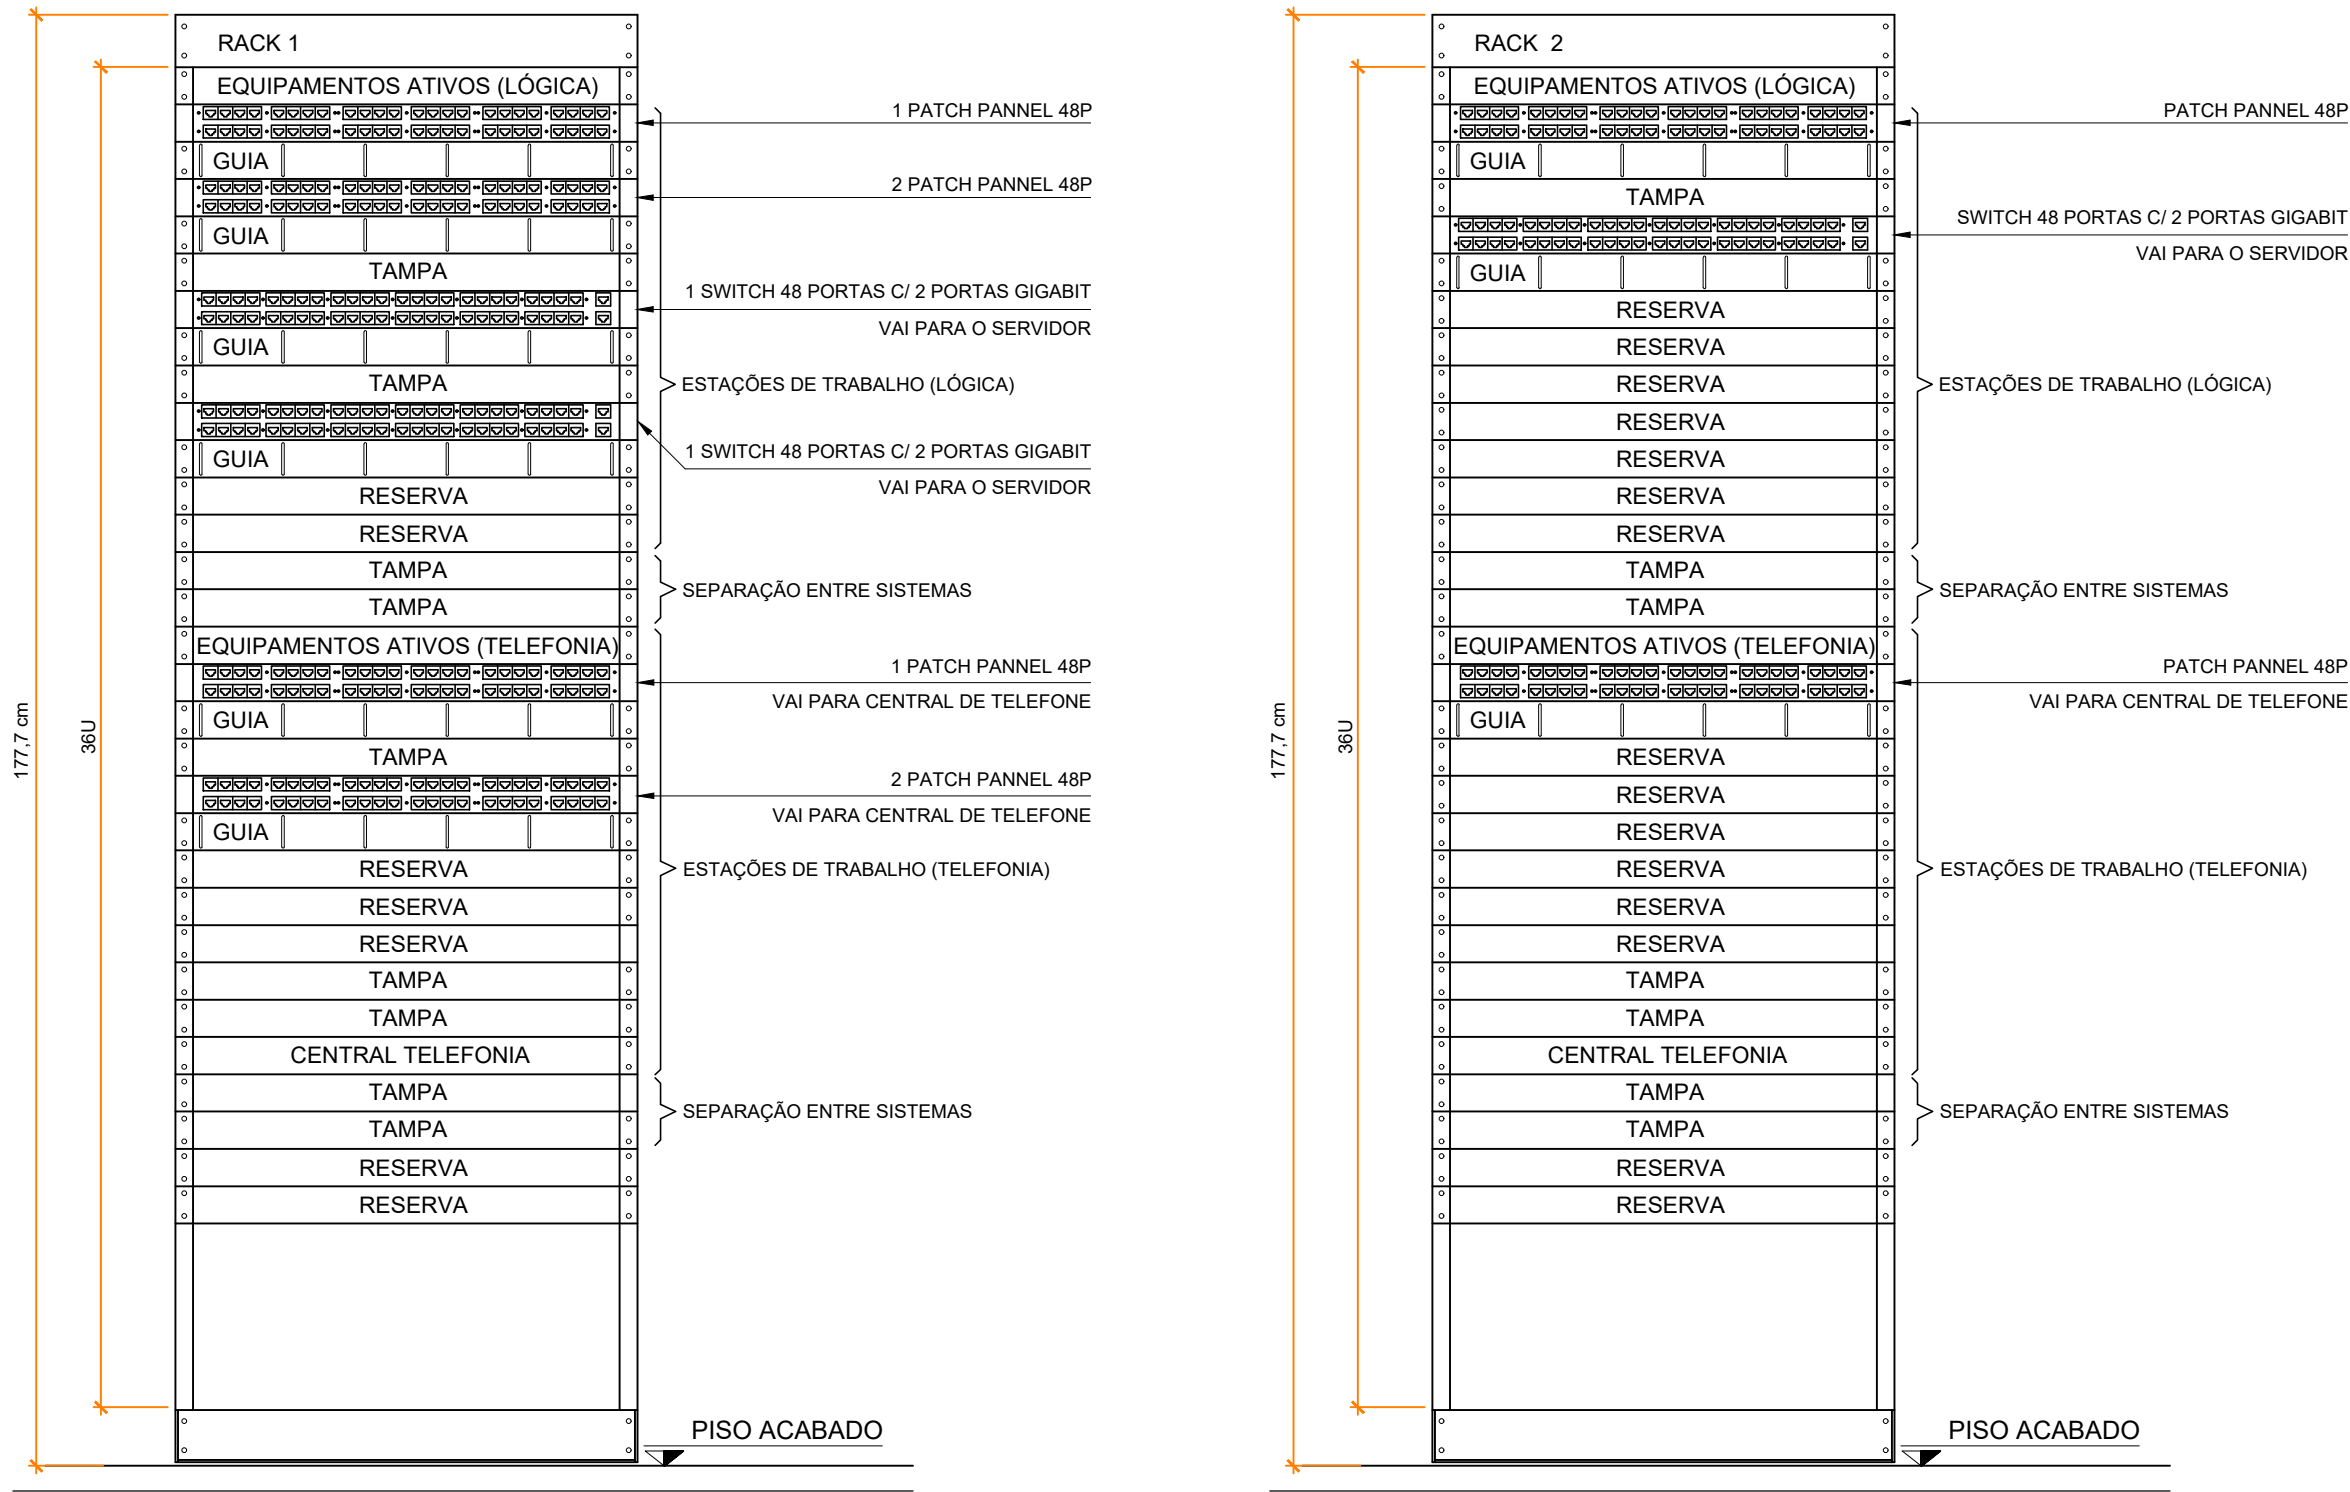 RACK 1
EQUIPAMENTOS ATIVOS (LÓGICA)
1 PATCH PANNEL 48P
GUIA
2 PATCH PANNEL 48P
GUIA
TAMPA
1 SWITCH 48 PORTAS C/ 2 PORTAS GIGABIT
VAI PARA O SERVIDOR
GUIA
TAMPA
ESTAÇÕES DE TRABALHO (LÓGICA)
1 SWITCH 48 PORTAS C/ 2 PORTAS GIGABIT
GUIA
VAI PARA O SERVIDOR
RESERVA
RESERVA
TAMPA
SEPARAÇÃO ENTRE SISTEMAS
TAMPA
EQUIPAMENTOS ATIVOS (TELEFONIA)
1 PATCH PANNEL 48P
VAI PARA CENTRAL DE TELEFONE
GUIA
TAMPA
2 PATCH PANNEL 48P
VAI PARA CENTRAL DE TELEFONE
GUIA
RESERVA
ESTAÇÕES DE TRABALHO (TELEFONIA)
RESERVA
RESERVA
TAMPA
TAMPA
CENTRAL TELEFONIA
TAMPA
SEPARAÇÃO ENTRE SISTEMAS
TAMPA
RESERVA
RESERVA
177,7 cm
36U
PISO ACABADO
RACK 2
EQUIPAMENTOS ATIVOS (LÓGICA)
PATCH PANNEL 48P
GUIA
TAMPA
SWITCH 48 PORTAS C/ 2 PORTAS GIGABIT
VAI PARA O SERVIDOR
GUIA
RESERVA
RESERVA
RESERVA
ESTAÇÕES DE TRABALHO (LÓGICA)
RESERVA
RESERVA
RESERVA
RESERVA
TAMPA
SEPARAÇÃO ENTRE SISTEMAS
TAMPA
EQUIPAMENTOS ATIVOS (TELEFONIA)
PATCH PANNEL 48P
VAI PARA CENTRAL DE TELEFONE
GUIA
RESERVA
RESERVA
RESERVA
RESERVA
ESTAÇÕES DE TRABALHO (TELEFONIA)
RESERVA
RESERVA
TAMPA
TAMPA
CENTRAL TELEFONIA
TAMPA
SEPARAÇÃO ENTRE SISTEMAS
TAMPA
RESERVA
RESERVA
177,7 cm
36U
PISO ACABADO